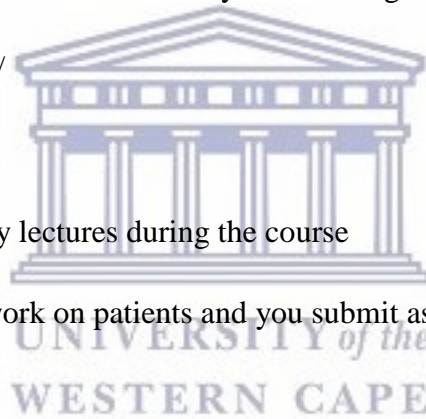 y lectures during the course
work on patients and you submit as
UNIVERSITY of the
WESTERN CAPE